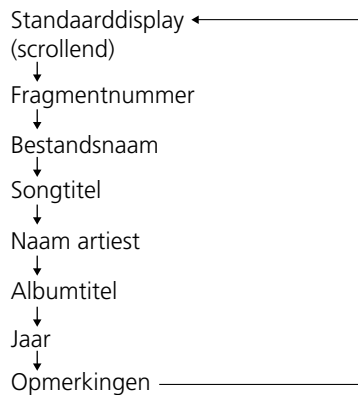 Standaarddisplay
(scrollend)
Fragmentnummer
Bestandsnaam
Songtitel
Naam artiest
Albumtitel
Jaar
Opmerkingen